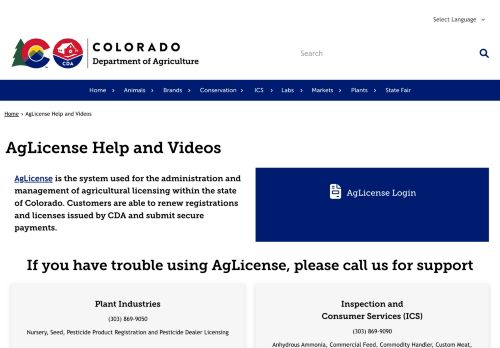 Select Language
CDA
COLORADO
Department of Agriculture
Search
Home > Animals > Brands > Conservation > ICS > Labs > Markets > Plants > State Fair
Home › AgLicense Help and Videos
AgLicense Help and Videos
AgLicense is the system used for the administration and
management of agricultural licensing within the state
of Colorado. Customers are able to renew registrations
and licenses issued by CDA and submit secure
payments.
AgLicense Login
If you have trouble using AgLicense, please call us for support
Plant Industries
(303) 869-9050
Nursery, Seed, Pesticide Product Registration and Pesticide Dealer Licensing
Inspection and
Consumer Services (ICS)
(303) 869-9090
Anhydrous Ammonia, Commercial Feed, Commodity Handler, Custom Meat,